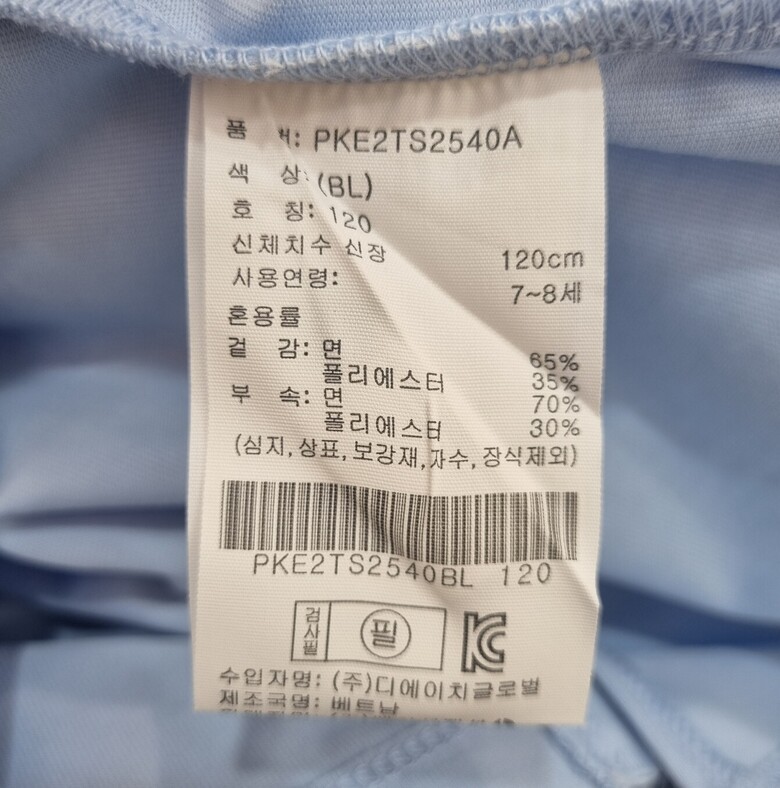 품 번: PKE2TS2540A
색 상: (BL)
호 칭: 120
신체치수 신장 120cm
사용연령: 7~8세
혼용률
겉 감: 면 65%
폴리에스터 35%
부 속: 면 70%
폴리에스터 30%
(심지, 상표, 보강재, 자수, 장식제외)
PKE2TS2540BL 120
검사필 필 KC
수입자명: (주)디에이치글로벌
제조국명: 베트남